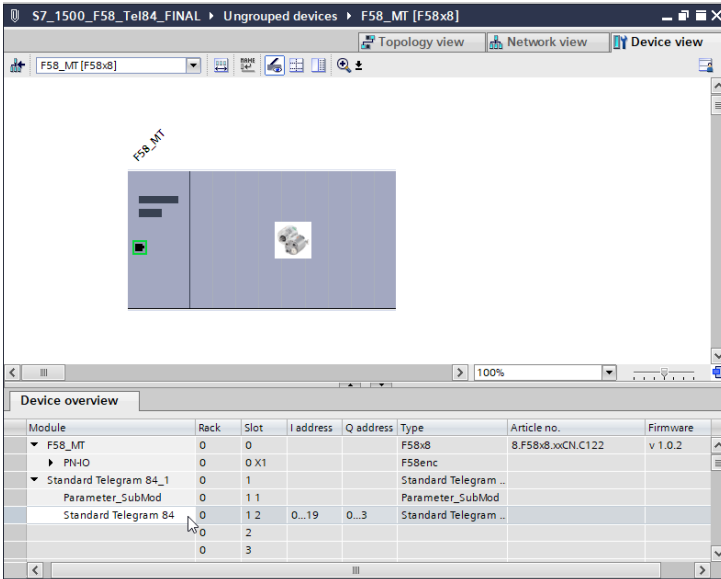 S7_1500_F58_Tel84_FINAL ▸ Ungrouped devices ▸ F58_MT [F58x8]
Topology view Network view Device view
F58_MT [F58x8]
F58_MT
100%
Device overview
Module Rack Slot I address Q address Type Article no. Firmware
F58_MT 0 0 F58x8 8.F58x8.xxCN.C122 v 1.0.2
PN-IO 0 0 X1 F58enc
Standard Telegram 84_1 0 1 Standard Telegram ..
Parameter_SubMod 0 1 1 Parameter_SubMod
Standard Telegram 84 0 1 2 0...19 0...3 Standard Telegram ..
0 2
0 3